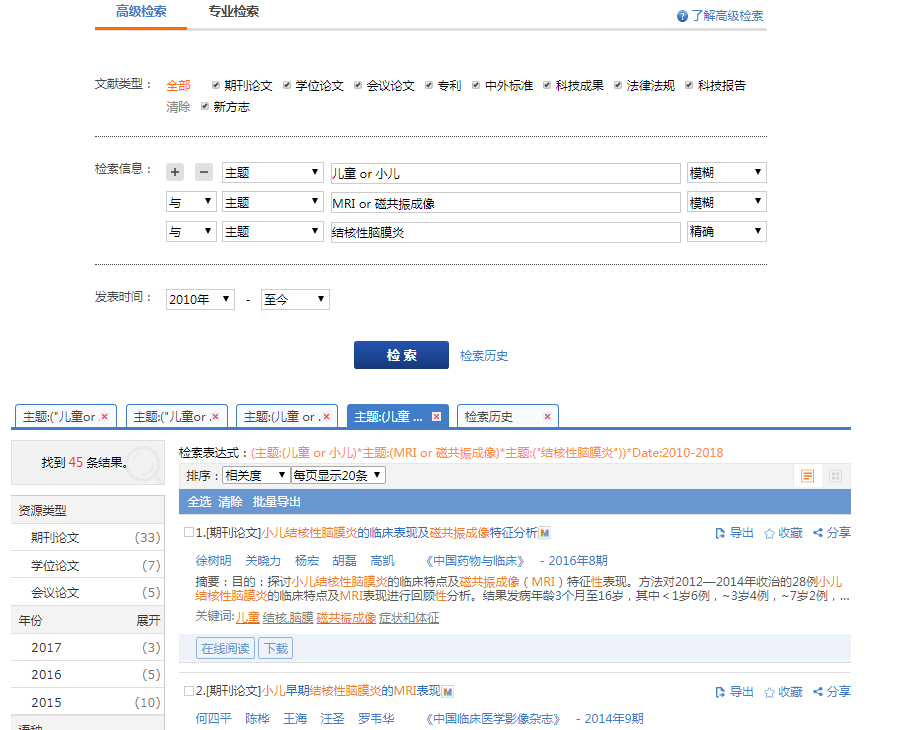 高级检索 专业检索 了解高级检索
文献类型： 全部 期刊论文 学位论文 会议论文 专利 中外标准 科技成果 法律法规 科技报告
清除 新方志
检索信息： + − 主题 儿童 or 小儿 模糊
与 主题 MRI or 磁共振成像 模糊
与 主题 结核性脑膜炎 精确
发表时间： 2010年 - 至今
检 索 检索历史
主题:("儿童or .× 主题:("儿童or .× 主题:(儿童 or .× 主题:(儿童 ... × 检索历史 ×
找到 45 条结果。
检索表达式：(主题:(儿童 or 小儿)*主题:(MRI or 磁共振成像)*主题:("结核性脑膜炎"))*Date:2010-2018
排序： 相关度 每页显示20条
全选 清除 批量导出
资源类型
期刊论文 (33)
学位论文 (7)
会议论文 (5)
年份 展开
2017 (3)
2016 (5)
2015 (10)
1.[期刊论文]小儿结核性脑膜炎的临床表现及磁共振成像特征分析 M 导出 收藏 分享
徐树明 关晓力 杨宏 胡磊 高凯 《中国药物与临床》 - 2016年8期
摘要：目的：探讨小儿结核性脑膜炎的临床特点及磁共振成像（MRI）特征性表现。方法对2012—2014年收治的28例小儿
结核性脑膜炎的临床特点及MRI表现进行回顾性分析。结果发病年龄3个月至16岁，其中＜1岁6例，~3岁4例，~7岁2例，...
关键词:儿童 结核,脑膜 磁共振成像 症状和体征
在线阅读 下载
2.[期刊论文]小儿早期结核性脑膜炎的MRI表现 M 导出 收藏 分享
何四平 陈桦 王海 汪圣 罗韦华 《中国临床医学影像杂志》 - 2014年9期